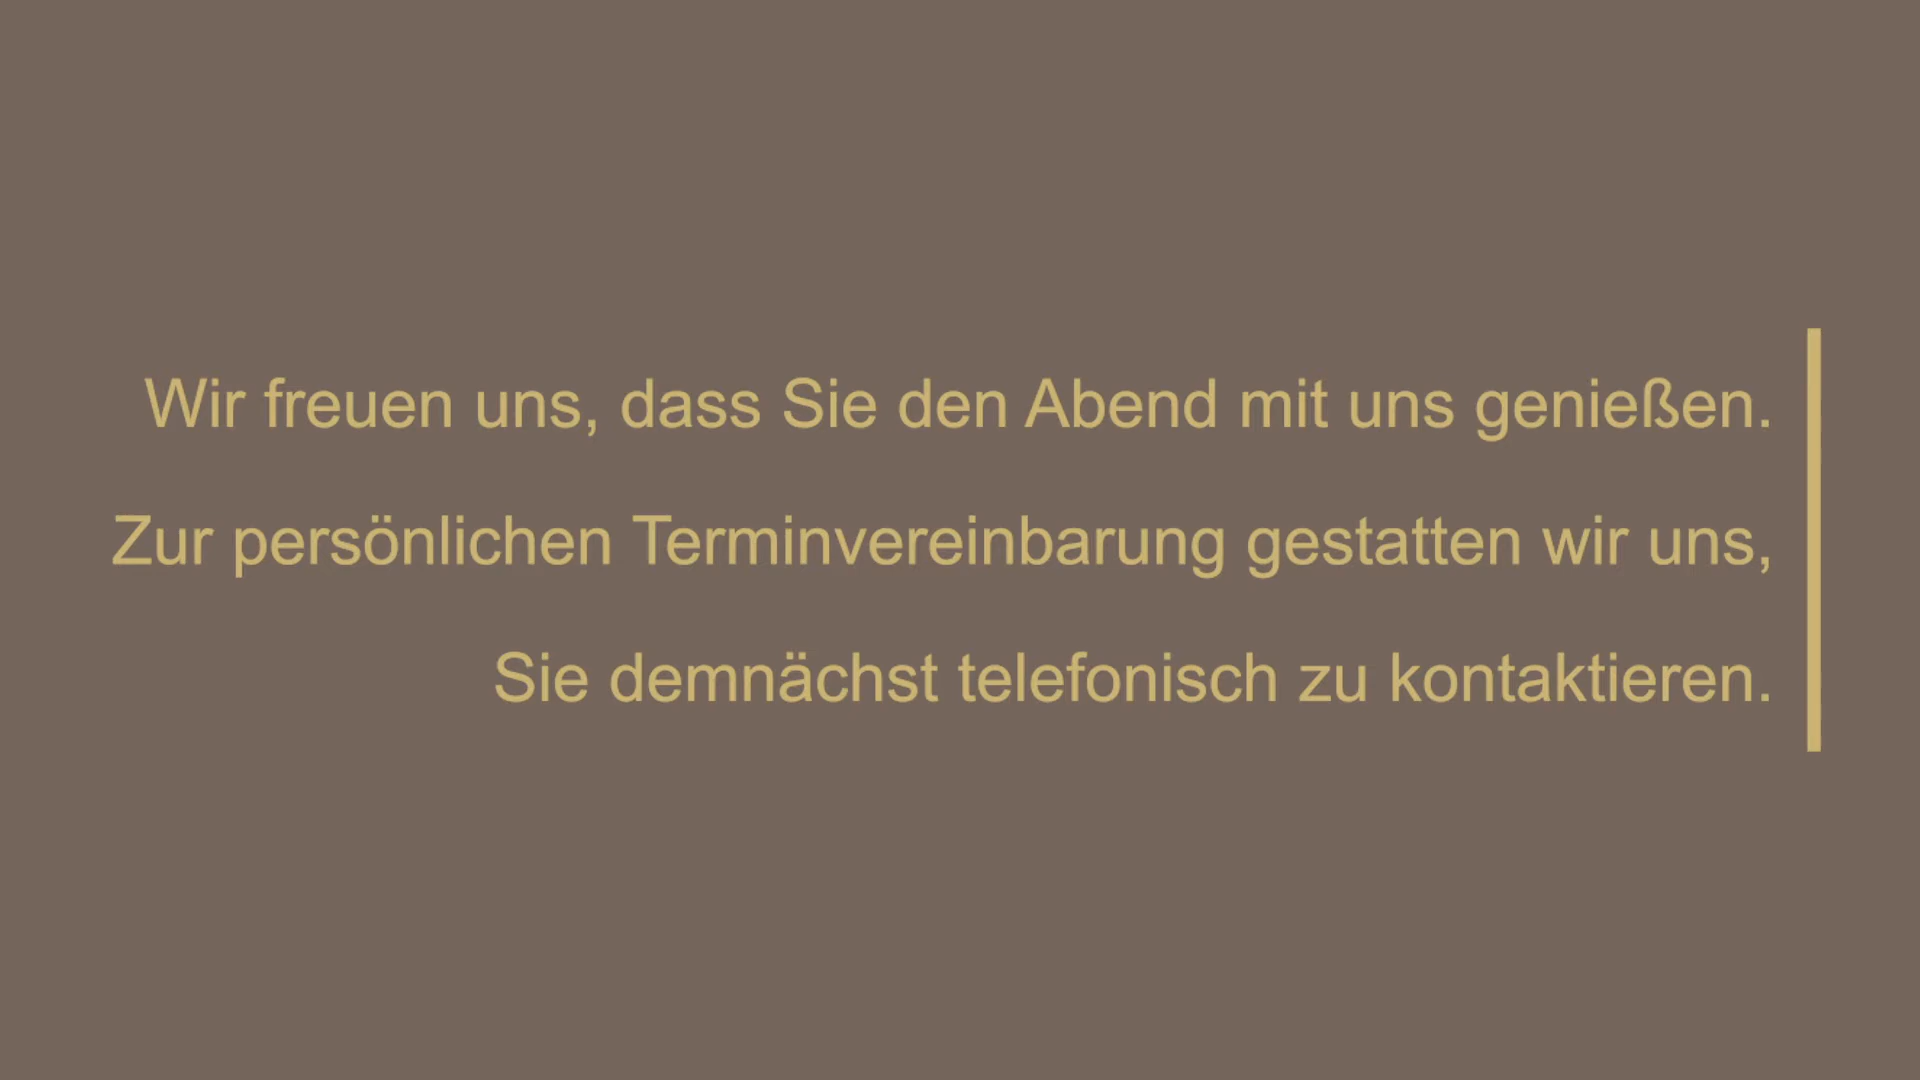 Wir freuen uns, dass Sie den Abend mit uns genießen.
Zur persönlichen Terminvereinbarung gestatten wir uns,
Sie demnächst telefonisch zu kontaktieren.